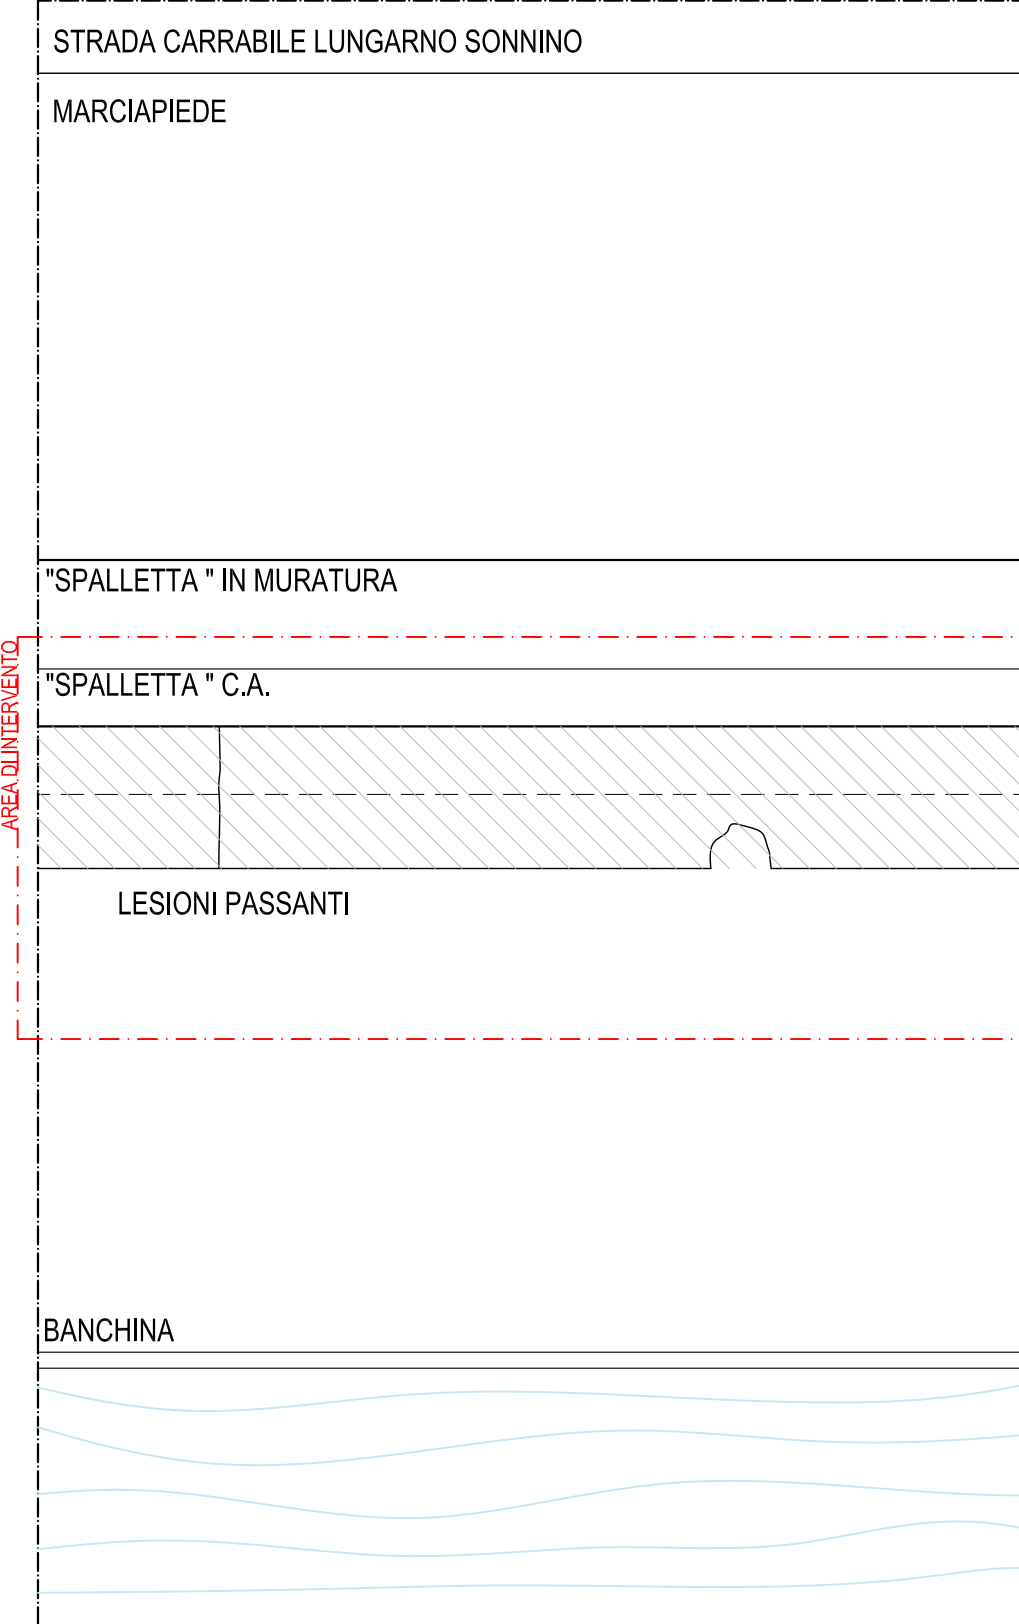 STRADA CARRABILE LUNGARNO SONNINO
MARCIAPIEDE
"SPALLETTA " IN MURATURA
AREA DI INTERVENTO
"SPALLETTA " C.A.
LESIONI PASSANTI
BANCHINA